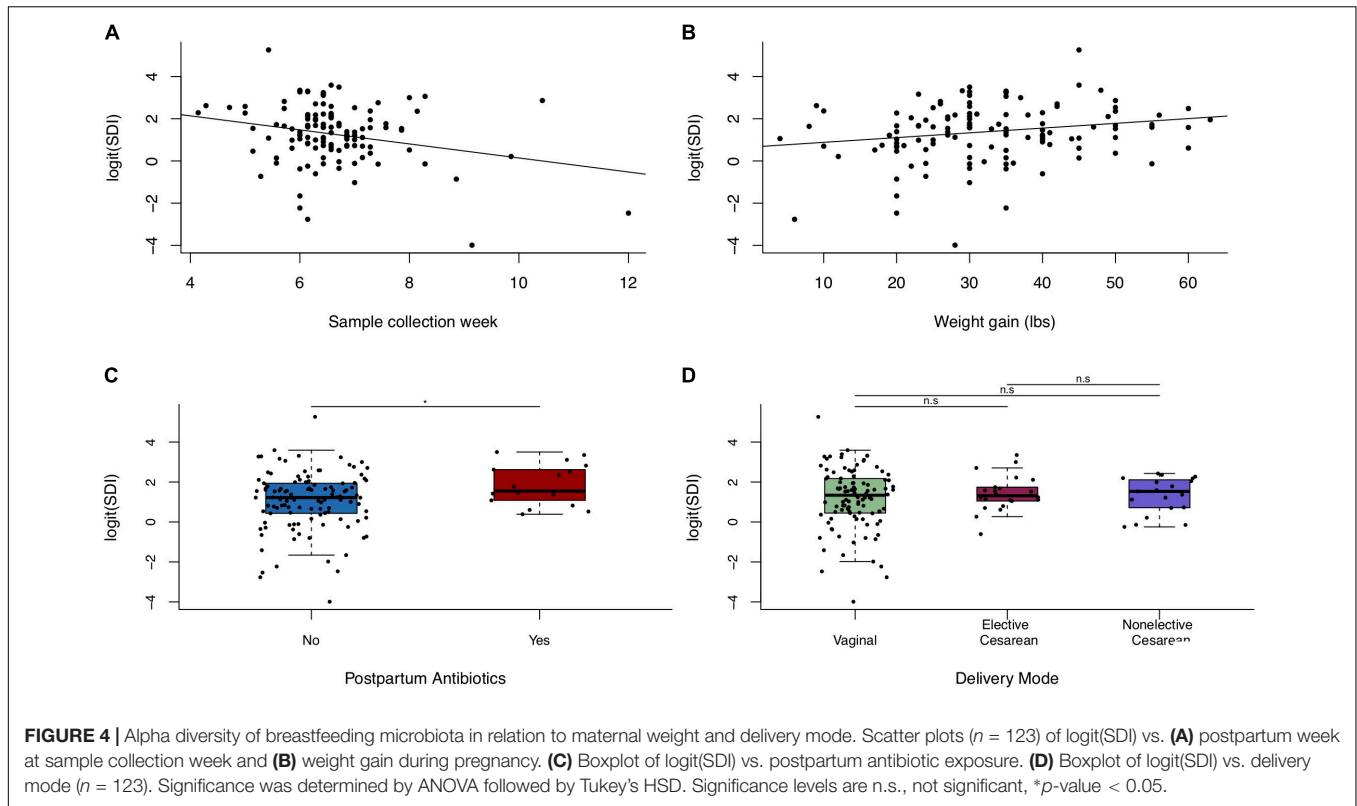 A
logit(SDI)
4
2
0
−2
−4
4
6
8
10
12
Sample collection week
B
logit(SDI)
4
2
0
−2
−4
10
20
30
40
50
60
Weight gain (lbs)
C
logit(SDI)
4
2
0
−2
−4
*
No
Yes
Postpartum Antibiotics
D
logit(SDI)
4
2
0
−2
−4
n.s
n.s
n.s
Vaginal
Elective
Cesarean
Nonelective
Cesarean
Delivery Mode
FIGURE 4 | Alpha diversity of breastfeeding microbiota in relation to maternal weight and delivery mode. Scatter plots (n = 123) of logit(SDI) vs. (A) postpartum week
at sample collection week and (B) weight gain during pregnancy. (C) Boxplot of logit(SDI) vs. postpartum antibiotic exposure. (D) Boxplot of logit(SDI) vs. delivery
mode (n = 123). Significance was determined by ANOVA followed by Tukey's HSD. Significance levels are n.s., not significant, *p-value < 0.05.